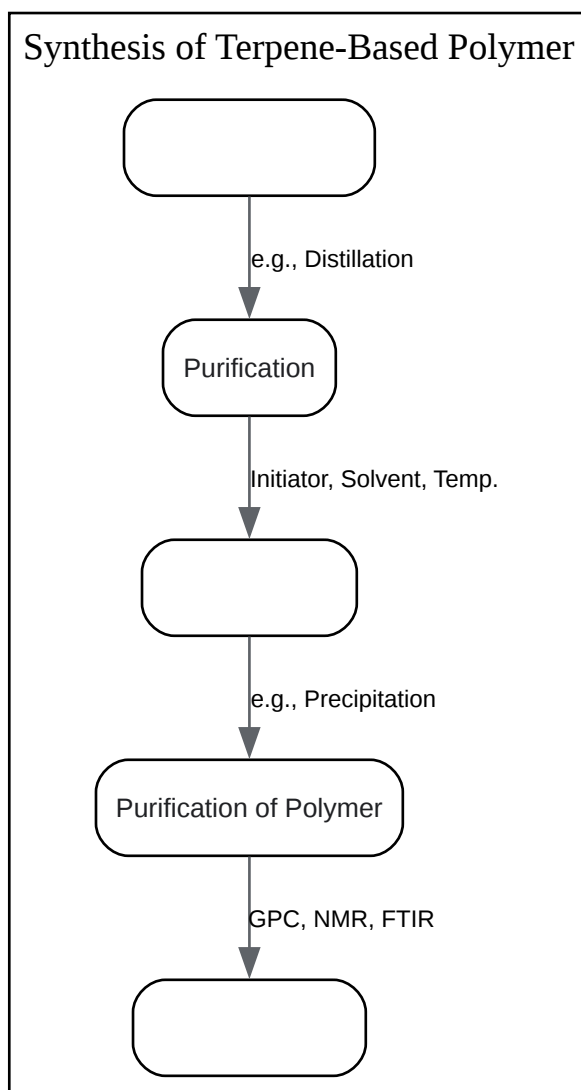 Synthesis of Terpene-Based Polymer
e.g., Distillation
Purification
Initiator, Solvent, Temp.
e.g., Precipitation
Purification of Polymer
GPC, NMR, FTIR